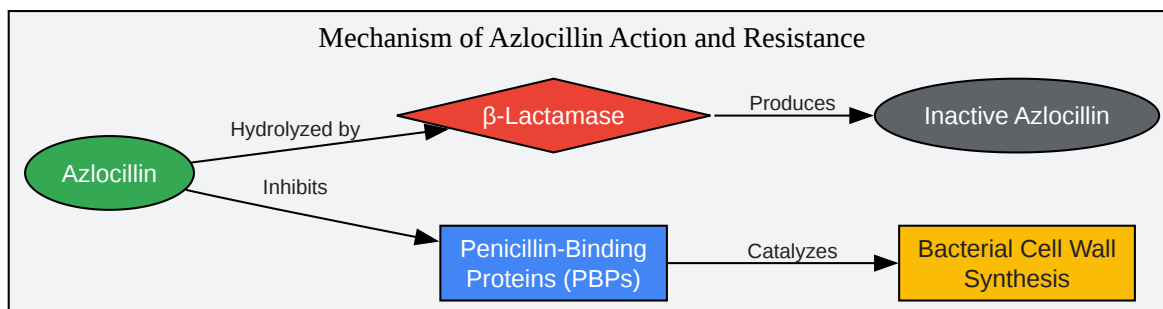 Mechanism of Azlocillin Action and Resistance
Azlocillin
Hydrolyzed by
β-Lactamase
Produces
Inactive Azlocillin
Inhibits
Penicillin-Binding
Proteins (PBPs)
Catalyzes
Bacterial Cell Wall
Synthesis